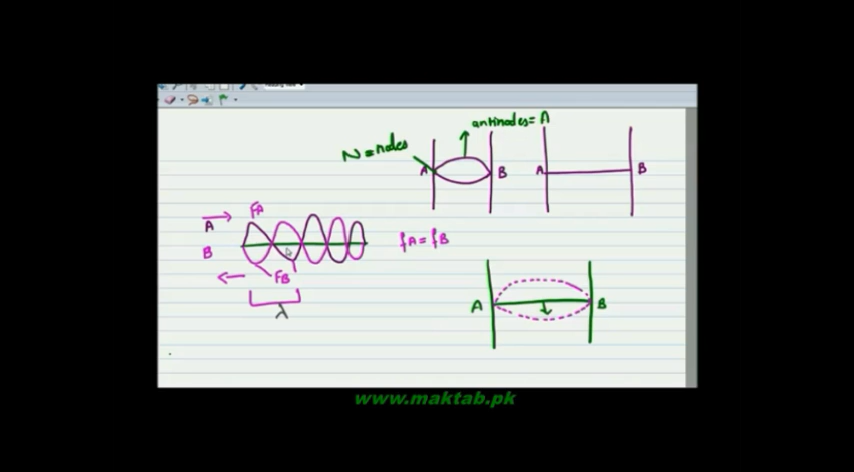 antinodes = A
N = nodes
A B A B
FA
A
fA = fB
B
FB
A B
λ
www.maktab.pk